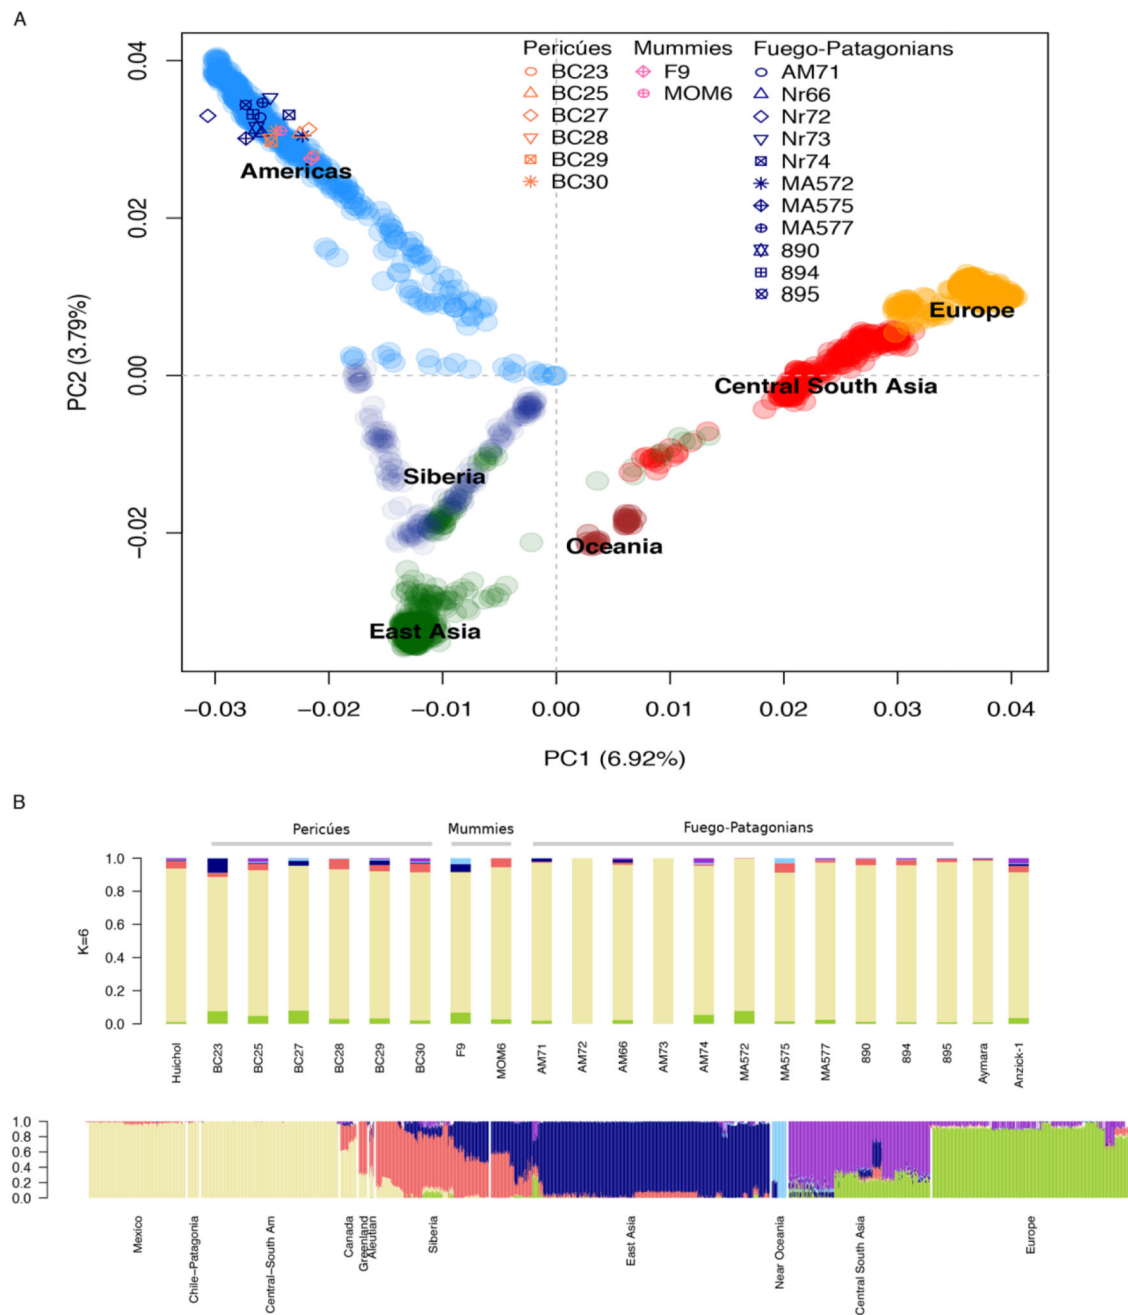 A
Pericúes Mummies Fuego-Patagonians
BC23 F9 AM71
BC25 MOM6 Nr66
BC27 Nr72
BC28 Nr73
BC29 Nr74
BC30 MA572
MA575
MA577
890
894
895
Americas
Europe
Central South Asia
Siberia
Oceania
East Asia
PC2 (3.79%)
0.04
0.02
0.00
−0.02
−0.03 −0.02 −0.01 0.00 0.01 0.02 0.03 0.04
PC1 (6.92%)
B
Pericúes Mummies Fuego-Patagonians
K=6
1.0
0.8
0.6
0.4
0.2
0.0
Huichol BC23 BC25 BC27 BC28 BC29 BC30 F9 MOM6 AM71 AM72 AM66 AM73 AM74 MA572 MA575 MA577 890 894 895 Aymara Anzick-1
1.0
0.8
0.6
0.4
0.2
0.0
Mexico Chile−Patagonia Central−South Am Canada Greenland Aleutian Siberia East Asia Near Oceania Central South Asia Europe